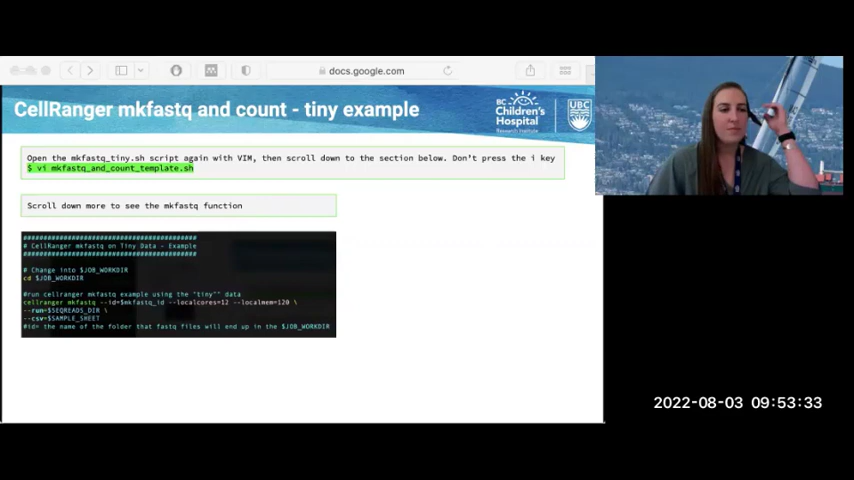 docs.google.com
CellRanger mkfastq and count - tiny example
BC
Children's
Hospital
Research Institute
UBC
Open the mkfastq_tiny.sh script again with VIM, then scroll down to the section below. Don't press the i key
$ vi mkfastq_and_count_template.sh
Scroll down more to see the mkfastq function
##########################################
# CellRanger mkfastq on Tiny Data - Example
##########################################
# Change into $JOB_WORKDIR
cd $JOB_WORKDIR
#run cellranger mkfastq example using the "tiny"" data
cellranger mkfastq --id=$mkfastq_id --localcores=12 --localmem=120 \
--run=$SEQREADS_DIR \
--csv=$SAMPLE_SHEET
#id= the name of the folder that fastq files will end up in the $JOB_WORKDIR
2022-08-03 09:53:33